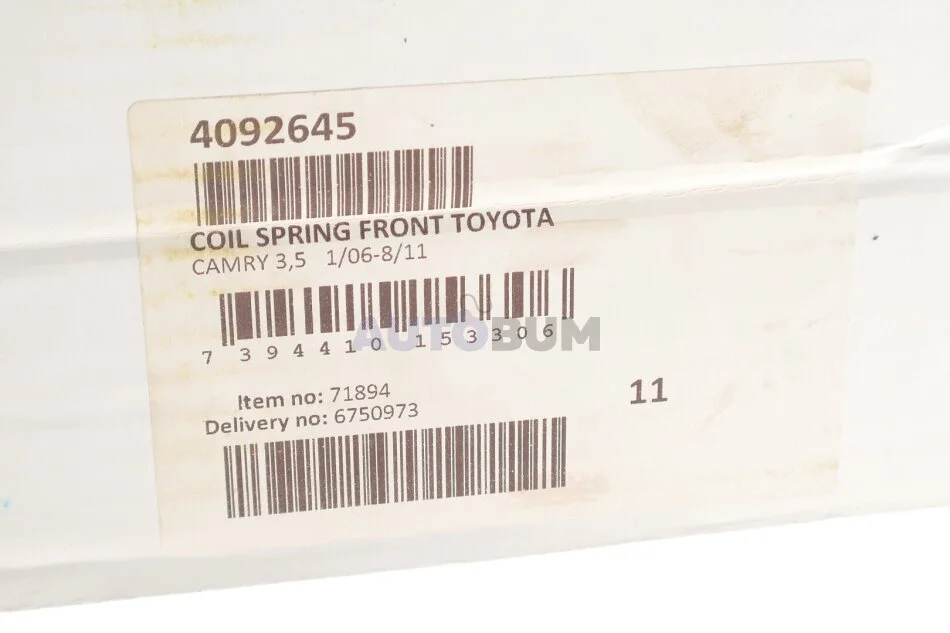 4092645
COIL SPRING FRONT TOYOTA
CAMRY 3,5 1/06-8/11
7 394410 153306
AUTOBUM
Item no: 71894
11
Delivery no: 6750973